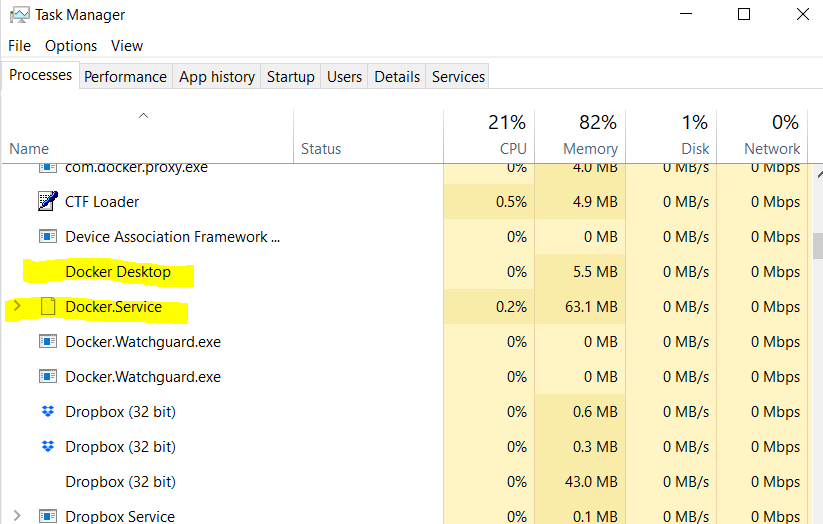 Task Manager
File Options View
Processes Performance App history Startup Users Details Services
21% 82% 1% 0%
Name Status CPU Memory Disk Network
com.docker.proxy.exe 0% 4.0 MB 0 MB/s 0 Mbps
CTF Loader 0.5% 4.9 MB 0 MB/s 0 Mbps
Device Association Framework ... 0% 0 MB 0 MB/s 0 Mbps
Docker Desktop 0% 5.5 MB 0 MB/s 0 Mbps
Docker.Service 0.2% 63.1 MB 0 MB/s 0 Mbps
Docker.Watchguard.exe 0% 0 MB 0 MB/s 0 Mbps
Docker.Watchguard.exe 0% 0 MB 0 MB/s 0 Mbps
Dropbox (32 bit) 0% 0.6 MB 0 MB/s 0 Mbps
Dropbox (32 bit) 0% 0.3 MB 0 MB/s 0 Mbps
Dropbox (32 bit) 0% 43.0 MB 0 MB/s 0 Mbps
Dropbox Service 0% 0.1 MB 0 MB/s 0 Mbps